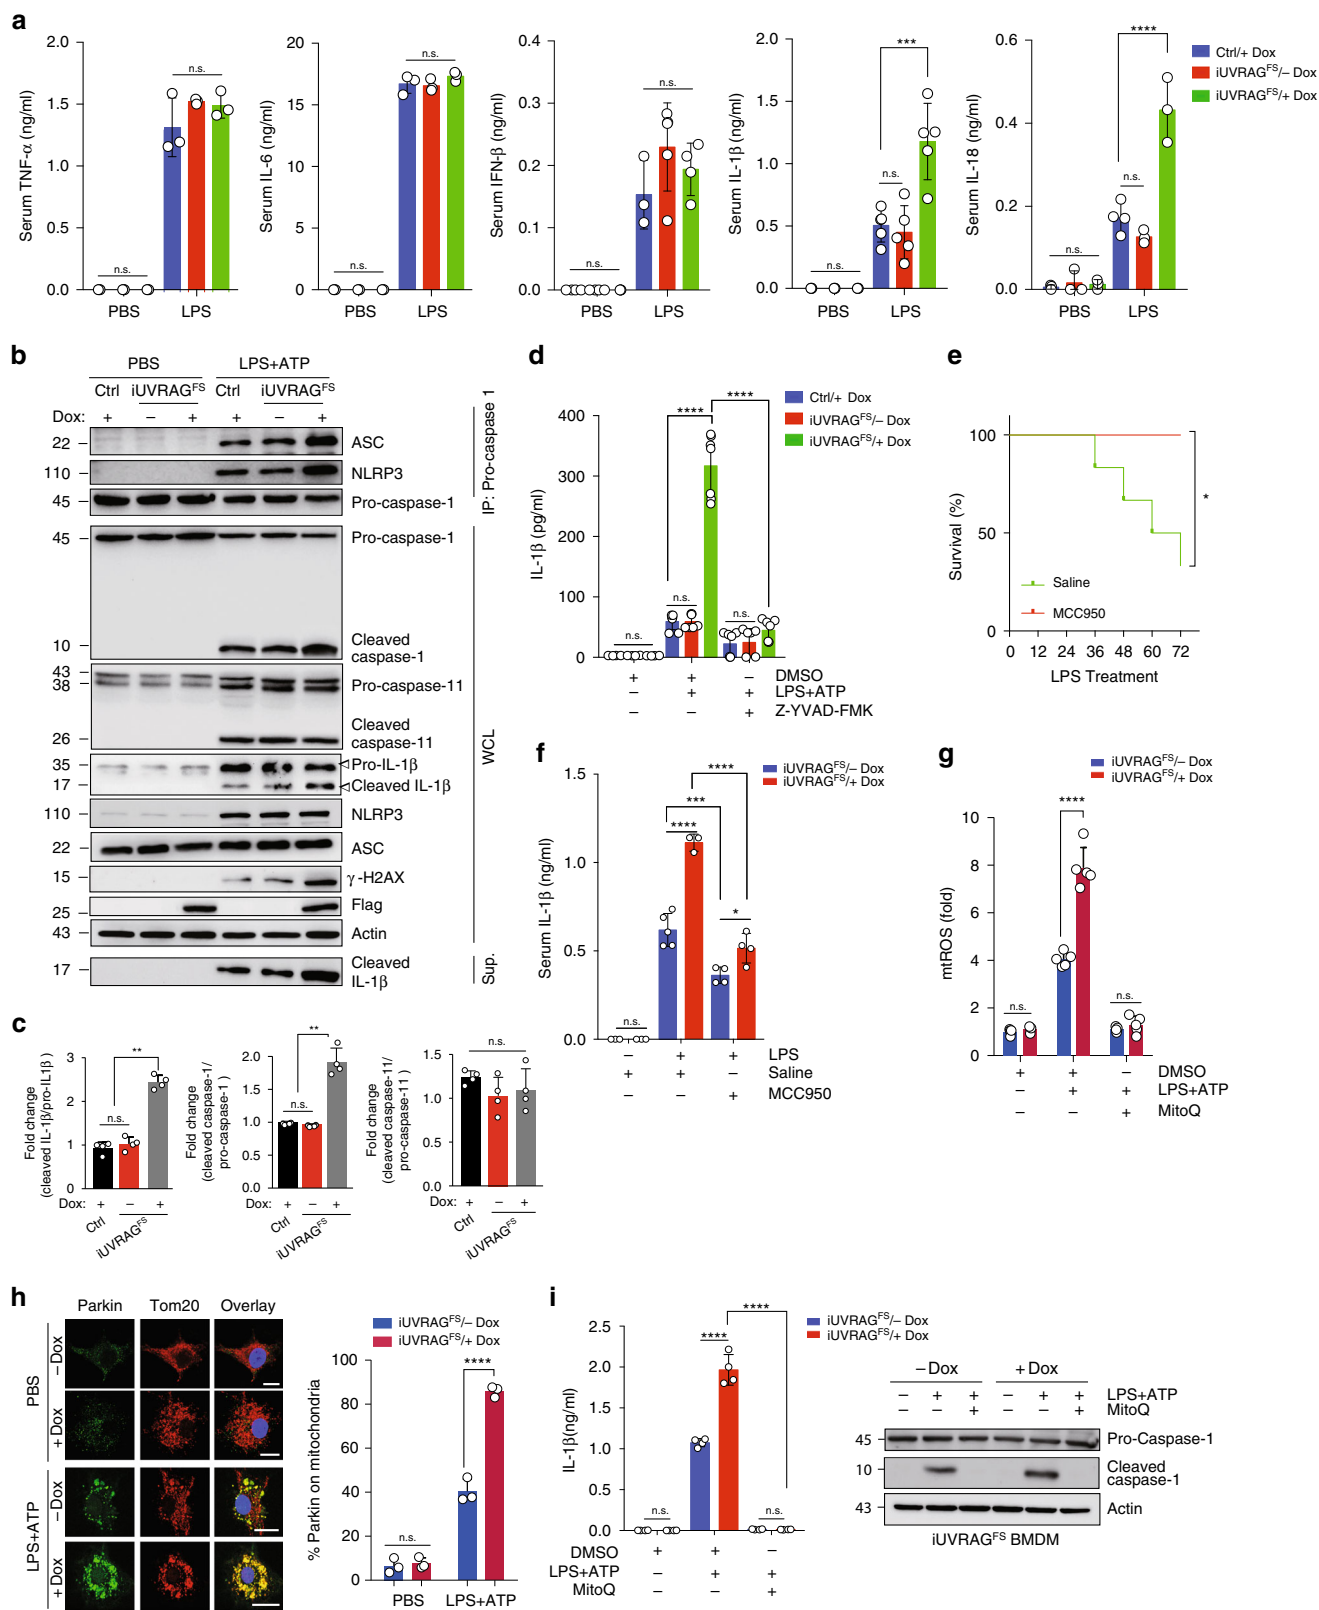 a
2.0
1.5
1.0
0.5
0.0
Serum TNF-α (ng/ml)
n.s.
n.s.
PBS
LPS
20
15
10
5
0
Serum IL-6 (ng/ml)
n.s.
n.s.
PBS
LPS
0.4
0.3
0.2
0.1
0.0
Serum IFN-β (ng/ml)
n.s.
n.s.
PBS
LPS
2.0
1.5
1.0
0.5
0.0
Serum IL-1β (ng/ml)
***
n.s.
n.s.
PBS
LPS
0.6
0.4
0.2
0.0
Serum IL-18 (ng/ml)
****
n.s.
n.s.
PBS
LPS
Ctrl/+ Dox
iUVRAGFS/– Dox
iUVRAGFS/+ Dox
b
PBS LPS+ATP
Ctrl iUVRAGFS Ctrl iUVRAGFS
Dox: + – + + – +
22 ASC
110 NLRP3
45 Pro-caspase-1
IP: Pro-caspase 1
45 Pro-caspase-1
10 Cleaved
caspase-1
43
38 Pro-caspase-11
Cleaved
26 caspase-11
35 Pro-IL-1β
17 Cleaved IL-1β
110 NLRP3
22 ASC
15 γ-H2AX
25 Flag
43 Actin
WCL
17 Cleaved
IL-1β
Sup.
c
Fold change
(cleaved IL-1β/pro-IL1β)
3
2
1
0
**
n.s.
Dox: + – +
Ctrl
iUVRAGFS
Fold change
(cleaved caspase-1/
pro-caspase-1 )
2.0
1.5
1.0
0.5
0.0
**
n.s.
Dox: + – +
Ctrl
iUVRAGFS
Fold change
(cleaved caspase-11/
pro-caspase-11 )
1.5
1.0
0.5
0.0
n.s.
Dox: + – +
Ctrl
iUVRAGFS
d
Ctrl/+ Dox
iUVRAGFS/– Dox
iUVRAGFS/+ Dox
400
300
200
100
0
IL-1β (pg/ml)
**** ****
n.s. n.s. n.s.
+ + – DMSO
– + + LPS+ATP
– – + Z-YVAD-FMK
e
100
50
0
Survival (%)
*
Saline
MCC950
0 12 24 36 48 60 72
LPS Treatment
f
iUVRAGFS/– Dox
iUVRAGFS/+ Dox
1.5
1.0
0.5
0.0
Serum IL-1β (ng/ml)
****
***
****
*
n.s.
– + + LPS
+ + – Saline
– – + MCC950
g
iUVRAGFS/– Dox
iUVRAGFS/+ Dox
10
8
6
4
2
0
mtROS (fold)
****
n.s. n.s.
+ + – DMSO
– + + LPS+ATP
– – + MitoQ
h
Parkin Tom20 Overlay
PBS
– Dox
+ Dox
LPS+ATP
– Dox
+ Dox
iUVRAGFS/– Dox
iUVRAGFS/+ Dox
100
80
60
40
20
0
% Parkin on mitochondria
****
n.s.
PBS LPS+ATP
i
iUVRAGFS/– Dox
iUVRAGFS/+ Dox
2.5
2.0
1.5
1.0
0.5
0.0
IL-1β(ng/ml)
****
****
n.s. n.s.
DMSO + + –
LPS+ATP – + +
MitoQ – – +
– Dox + Dox
– + + – + + LPS+ATP
– – + – – + MitoQ
45 Pro-Caspase-1
10 Cleaved
caspase-1
43 Actin
iUVRAGFS BMDM